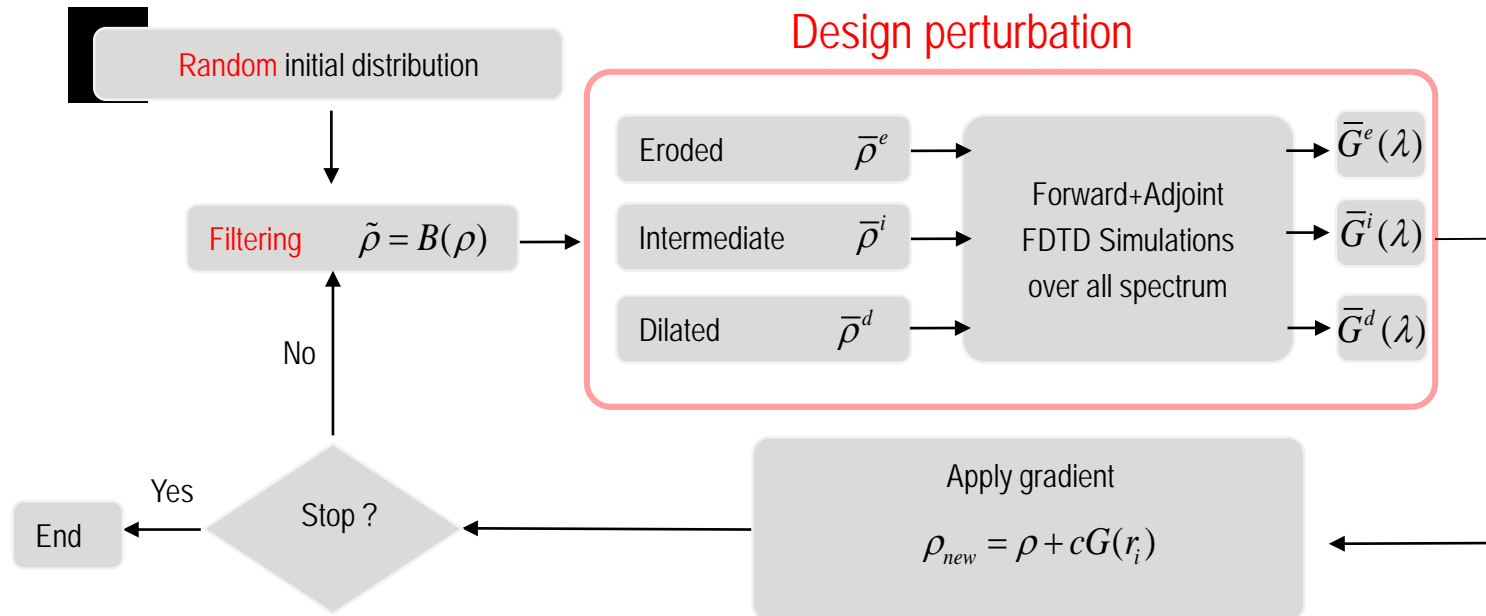 Design perturbation
Random initial distribution
Filtering ρ̃ = B(ρ)
Eroded ρ̅ᵉ
Intermediate ρ̅ⁱ
Dilated ρ̅ᵈ
Forward+Adjoint
FDTD Simulations
over all spectrum
G̅ᵉ(λ)
G̅ⁱ(λ)
G̅ᵈ(λ)
Apply gradient
ρ_new = ρ + cG(r_i)
Stop ?
No
Yes
End